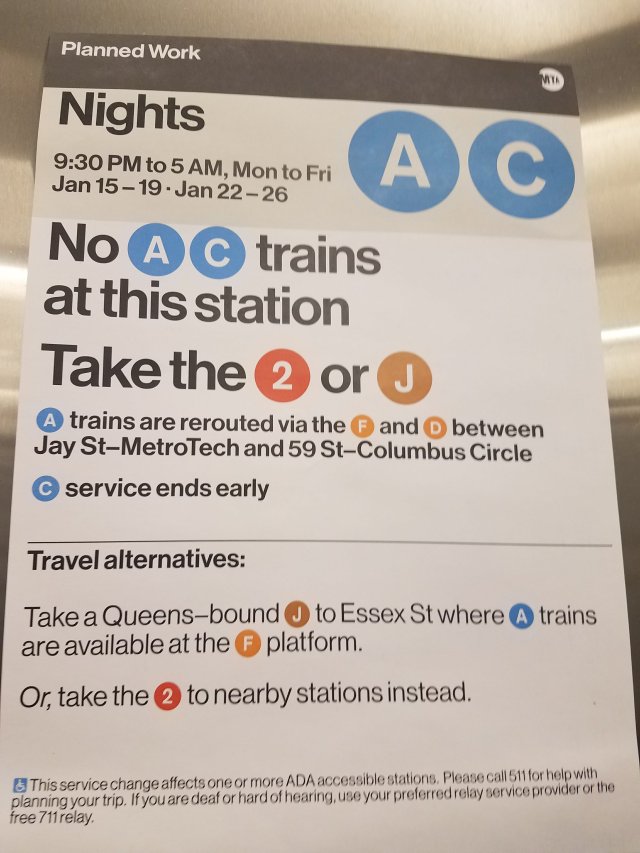 Planned Work
MTA
Nights
9:30 PM to 5 AM, Mon to Fri
Jan 15 – 19 · Jan 22 – 26
A C
No A C trains
at this station
Take the 2 or J
A trains are rerouted via the F and D between
Jay St–MetroTech and 59 St–Columbus Circle
C service ends early
Travel alternatives:
Take a Queens–bound J to Essex St where A trains
are available at the F platform.
Or, take the 2 to nearby stations instead.
This service change affects one or more ADA accessible stations. Please call 511 for help with
planning your trip. If you are deaf or hard of hearing, use your preferred relay service provider or the
free 711 relay.